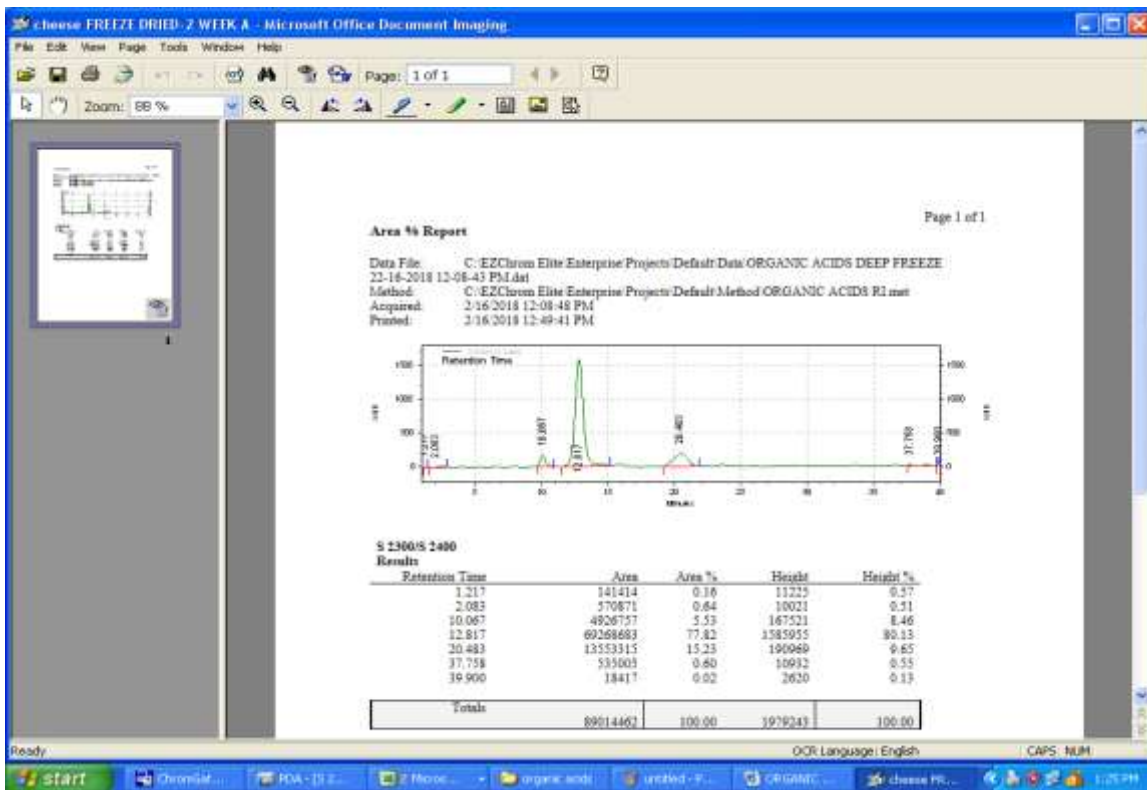 cheese FREEZE DRIED-2 WEEK A - Microsoft Office Document Imaging
File Edit View Page Tools Window Help
Page: 1 of 1
Zoom: 88 %
1
Page 1 of 1
Area % Report
Data File: C:\EZChrom Elite\Enterprise\Projects\Default\Data\ORGANIC ACIDS DEEP FREEZE
22-16-2018 12-08-43 PM.dat
Method: C:\EZChrom Elite\Enterprise\Projects\Default\Method\ORGANIC ACIDS RI.met
Acquired: 2/16/2018 12:08:48 PM
Printed: 2/16/2018 12:49:41 PM
Retention Time
2.083
12.817
37.758
10
S 2300/S 2400
Results
Retention Time Area Area % Height Height %
1.217 141414 0.16 11225 0.57
2.083 570871 0.64 10021 0.51
10.067 4926757 5.53 167521 8.46
12.817 69268683 77.82 1585955 80.13
20.483 13553315 15.23 190969 9.65
37.758 535005 0.60 10932 0.55
39.900 18417 0.02 2620 0.13
Totals
89014462 100.00 1979243 100.00
Ready OCR Language: English CAPS NUM
start organic acids untitled - ORGANIC ... cheese FR... 1:25 PM